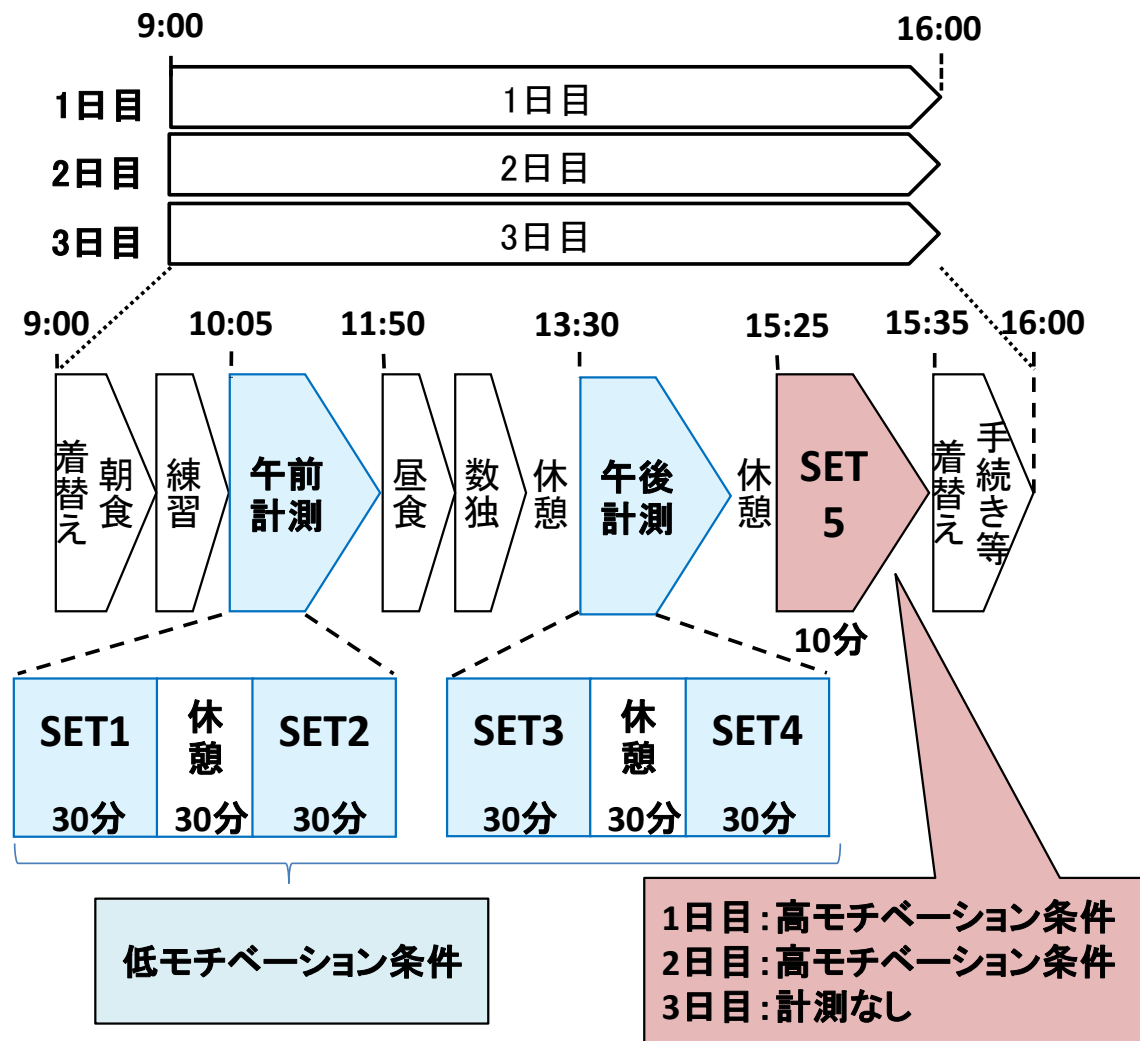 9:00
16:00
1日目
1日目
2日目
2日目
3日目
3日目
9:00
10:05
11:50
13:30
15:25
15:35
16:00
着替え
朝食
練習
午前
計測
昼食
数独
休憩
午後
計測
休憩
SET
5
着替え
手続き等
10分
SET1
休憩
SET2
30分
30分
30分
SET3
休憩
SET4
30分
30分
30分
低モチベーション条件
1日目：高モチベーション条件
2日目：高モチベーション条件
3日目：計測なし